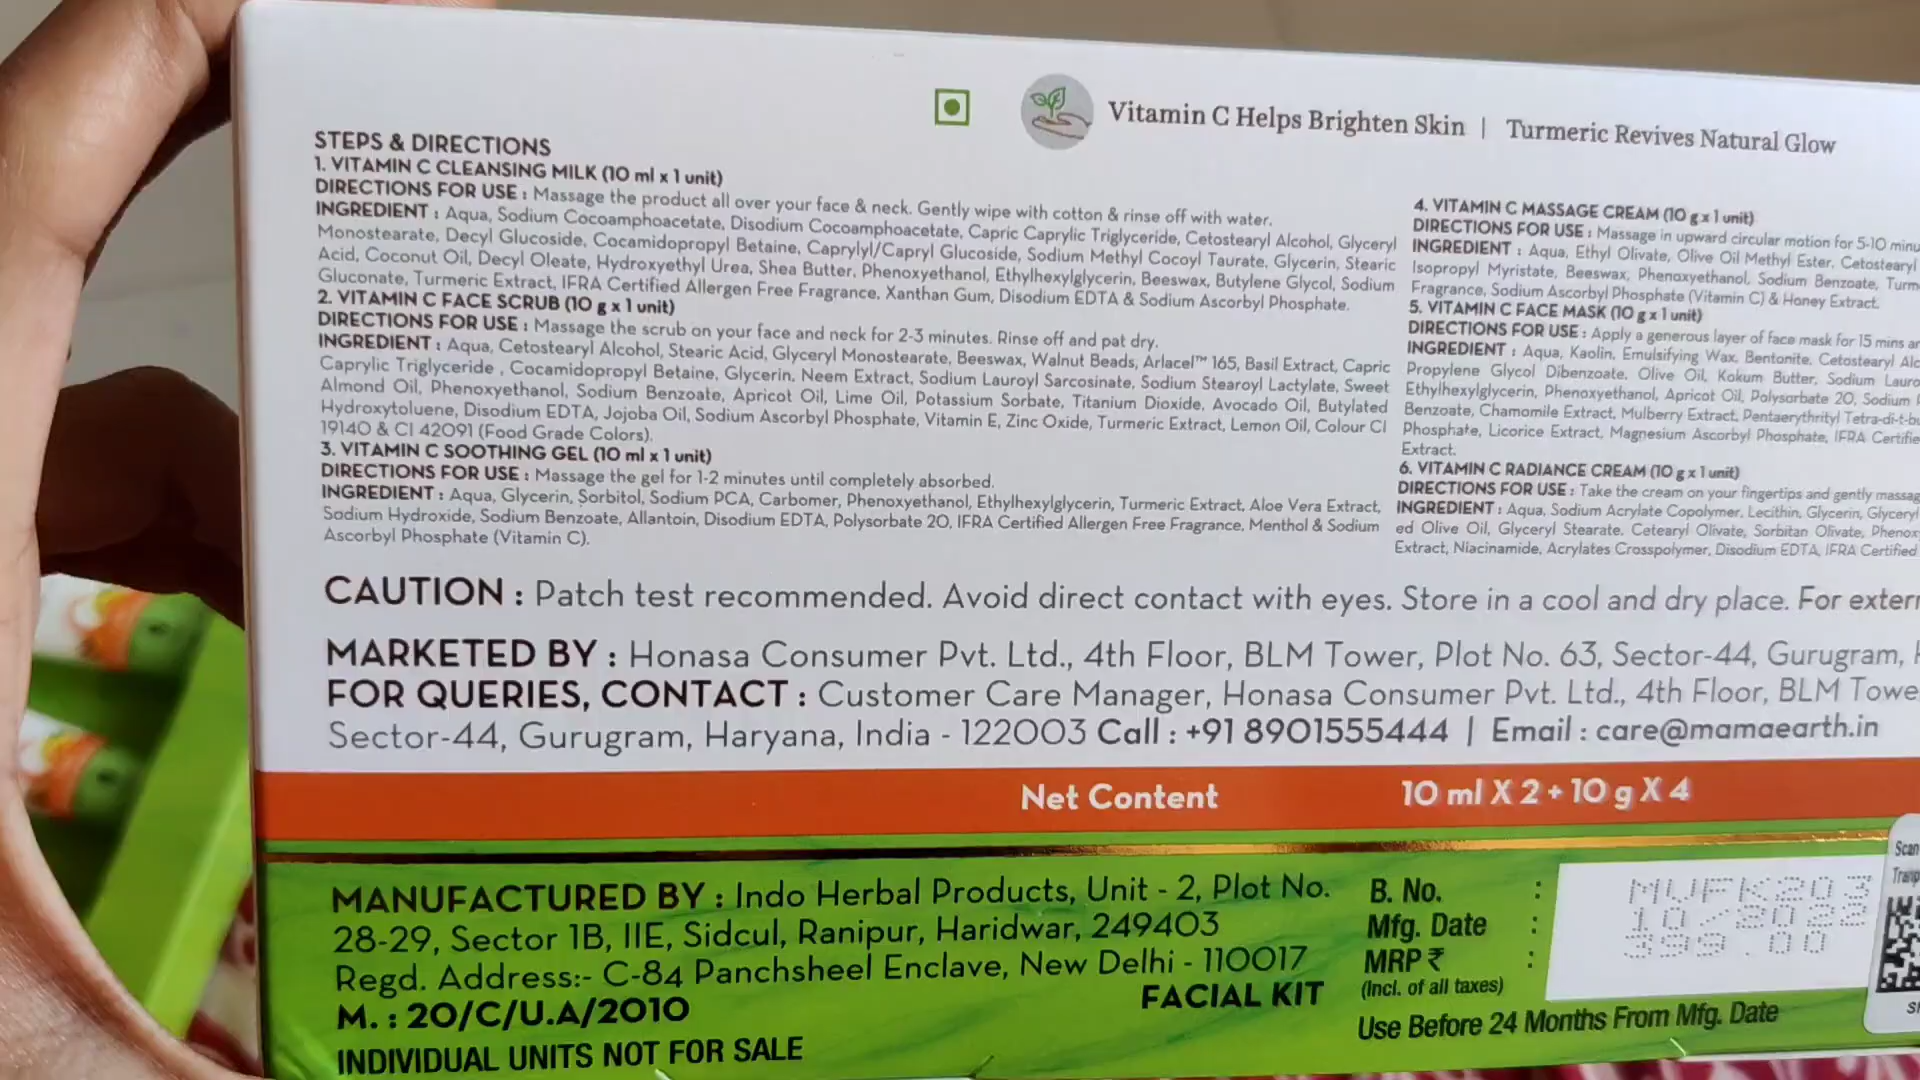 Vitamin C Helps Brighten Skin | Turmeric Revives Natural Glow
STEPS & DIRECTIONS
1. VITAMIN C CLEANSING MILK (10 ml x 1 unit)
DIRECTIONS FOR USE : Massage the product all over your face & neck. Gently wipe with cotton & rinse off with water.
INGREDIENT : Aqua, Sodium Cocoamphoacetate, Disodium Cocoamphoacetate, Capric Caprylic Triglyceride, Cetostearyl Alcohol, Glyceryl
Monostearate, Decyl Glucoside, Cocamidopropyl Betaine, Caprylyl/Capryl Glucoside, Sodium Methyl Cocoyl Taurate, Glycerin, Stearic
Acid, Coconut Oil, Decyl Oleate, Hydroxyethyl Urea, Shea Butter, Phenoxyethanol, Ethylhexylglycerin, Beeswax, Butylene Glycol, Sodium
Gluconate, Turmeric Extract, IFRA Certified Allergen Free Fragrance, Xanthan Gum, Disodium EDTA & Sodium Ascorbyl Phosphate.
2. VITAMIN C FACE SCRUB (10 g x 1 unit)
DIRECTIONS FOR USE : Massage the scrub on your face and neck for 2-3 minutes. Rinse off and pat dry.
INGREDIENT : Aqua, Cetostearyl Alcohol, Stearic Acid, Glyceryl Monostearate, Beeswax, Walnut Beads, Arlacel™ 165, Basil Extract, Capric
Caprylic Triglyceride , Cocamidopropyl Betaine, Glycerin, Neem Extract, Sodium Lauroyl Sarcosinate, Sodium Stearoyl Lactylate, Sweet
Almond Oil, Phenoxyethanol, Sodium Benzoate, Apricot Oil, Lime Oil, Potassium Sorbate, Titanium Dioxide, Avocado Oil, Butylated
Hydroxytoluene, Disodium EDTA, Jojoba Oil, Sodium Ascorbyl Phosphate, Vitamin E, Zinc Oxide, Turmeric Extract, Lemon Oil, Colour CI
19140 & CI 42091 (Food Grade Colors).
3. VITAMIN C SOOTHING GEL (10 ml x 1 unit)
DIRECTIONS FOR USE : Massage the gel for 1-2 minutes until completely absorbed.
INGREDIENT : Aqua, Glycerin, Sorbitol, Sodium PCA, Carbomer, Phenoxyethanol, Ethylhexylglycerin, Turmeric Extract, Aloe Vera Extract,
Sodium Hydroxide, Sodium Benzoate, Allantoin, Disodium EDTA, Polysorbate 20, IFRA Certified Allergen Free Fragrance, Menthol & Sodium
Ascorbyl Phosphate (Vitamin C).
4. VITAMIN C MASSAGE CREAM (10 g x 1 unit)
DIRECTIONS FOR USE : Massage in upward circular motion for 5-10 minu
INGREDIENT : Aqua, Ethyl Olivate, Olive Oil Methyl Ester, Cetostearyl
Isopropyl Myristate, Beeswax, Phenoxyethanol, Sodium Benzoate, Turm
Fragrance, Sodium Ascorbyl Phosphate (Vitamin C) & Honey Extract.
5. VITAMIN C FACE MASK (10 g x 1 unit)
DIRECTIONS FOR USE : Apply a generous layer of face mask for 15 mins
INGREDIENT : Aqua, Kaolin, Emulsifying Wax, Bentonite, Cetostearyl
Propylene Glycol Dibenzoate, Olive Oil, Kokum Butter, Sodium Lauro
Ethylhexylglycerin, Phenoxyethanol, Apricot Oil, Polysorbate 20, Sodium
Benzoate, Chamomile Extract, Mulberry Extract, Pentaerythrityl Tetra-di-t-bu
Phosphate, Licorice Extract, Magnesium Ascorbyl Phosphate, IFRA Certifie
Extract.
6. VITAMIN C RADIANCE CREAM (10 g x 1 unit)
DIRECTIONS FOR USE : Take the cream on your fingertips and gently massag
INGREDIENT : Aqua, Sodium Acrylate Copolymer, Lecithin, Glycerin, Glyceryl
ed Olive Oil, Glyceryl Stearate, Cetearyl Olivate, Sorbitan Olivate, Phenox
Extract, Niacinamide, Acrylates Crosspolymer, Disodium EDTA, IFRA Certified
CAUTION : Patch test recommended. Avoid direct contact with eyes. Store in a cool and dry place. For extern
MARKETED BY : Honasa Consumer Pvt. Ltd., 4th Floor, BLM Tower, Plot No. 63, Sector-44, Gurugram,
FOR QUERIES, CONTACT : Customer Care Manager, Honasa Consumer Pvt. Ltd., 4th Floor, BLM Towe
Sector-44, Gurugram, Haryana, India - 122003 Call : +91 8901555444 | Email : care@mamaearth.in
Net Content 10 ml X 2 + 10 g X 4
MANUFACTURED BY : Indo Herbal Products, Unit - 2, Plot No.
28-29, Sector 1B, IIE, Sidcul, Ranipur, Haridwar, 249403
Regd. Address:- C-84 Panchsheel Enclave, New Delhi - 110017
M. : 20/C/U.A/2010
FACIAL KIT
INDIVIDUAL UNITS NOT FOR SALE
B. No. : MVFK203
Mfg. Date : 10/2022
MRP ₹ : 399.00
(Incl. of all taxes)
Use Before 24 Months From Mfg. Date
Scan